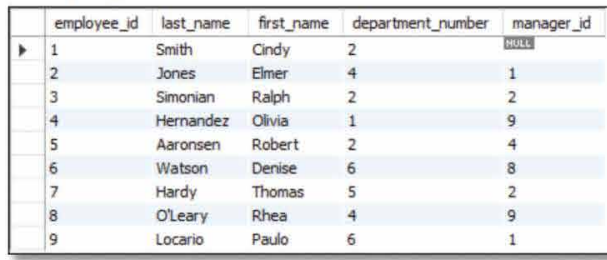 employee_id last_name first_name department_number manager_id
1 Smith Cindy 2 NULL
2 Jones Elmer 4 1
3 Simonian Ralph 2 2
4 Hernandez Olivia 1 9
5 Aaronsen Robert 2 4
6 Watson Denise 6 8
7 Hardy Thomas 5 2
8 O'Leary Rhea 4 9
9 Locario Paulo 6 1